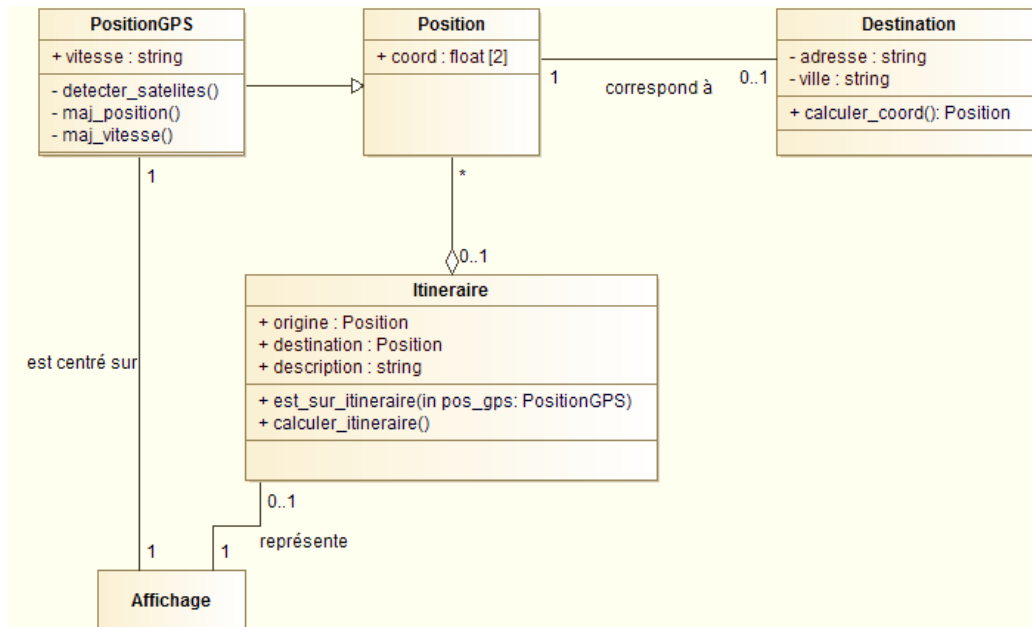 PositionGPS
+ vitesse : string
- detecter_satelites()
- maj_position()
- maj_vitesse()
Position
+ coord : float [2]
Destination
- adresse : string
- ville : string
+ calculer_coord(): Position
1
correspond à
0..1
1
*
0..1
Itineraire
+ origine : Position
+ destination : Position
+ description : string
+ est_sur_itineraire(in pos_gps: PositionGPS)
+ calculer_itineraire()
est centré sur
0..1
représente
1
1
Affichage